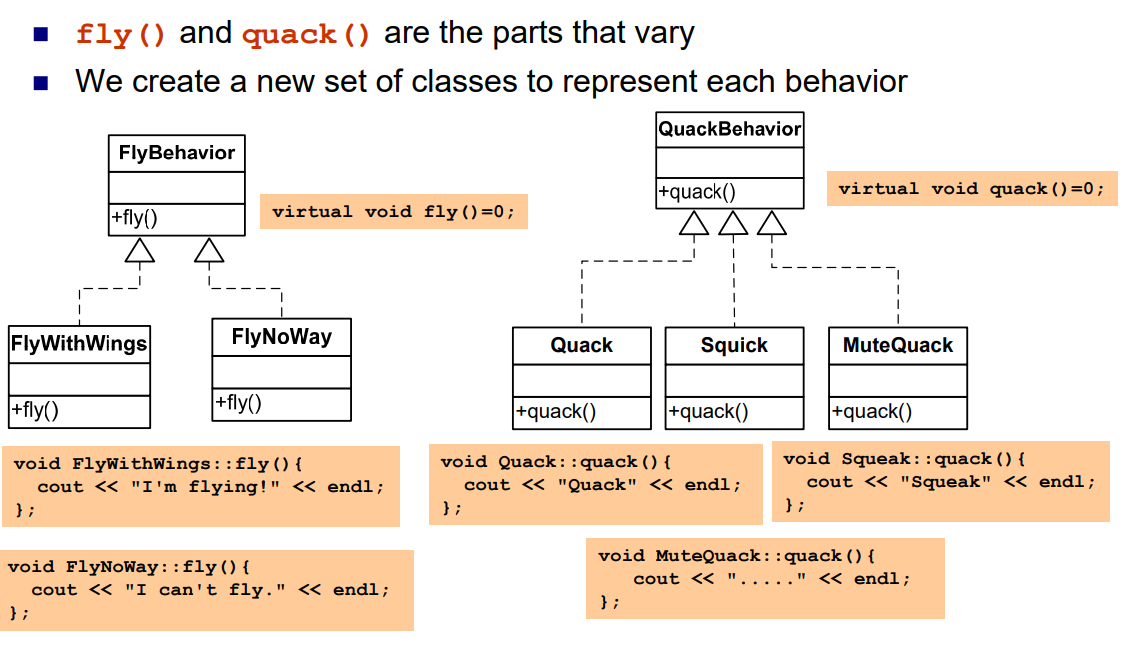 fly() and quack() are the parts that vary
We create a new set of classes to represent each behavior
FlyBehavior
+fly()
virtual void fly()=0;
QuackBehavior
+quack()
virtual void quack()=0;
FlyWithWings
+fly()
FlyNoWay
+fly()
Quack
+quack()
Squick
+quack()
MuteQuack
+quack()
void FlyWithWings::fly(){
cout << "I'm flying!" << endl;
};
void FlyNoWay::fly(){
cout << "I can't fly." << endl;
};
void Quack::quack(){
cout << "Quack" << endl;
};
void Squeak::quack(){
cout << "Squeak" << endl;
};
void MuteQuack::quack(){
cout << "....." << endl;
};